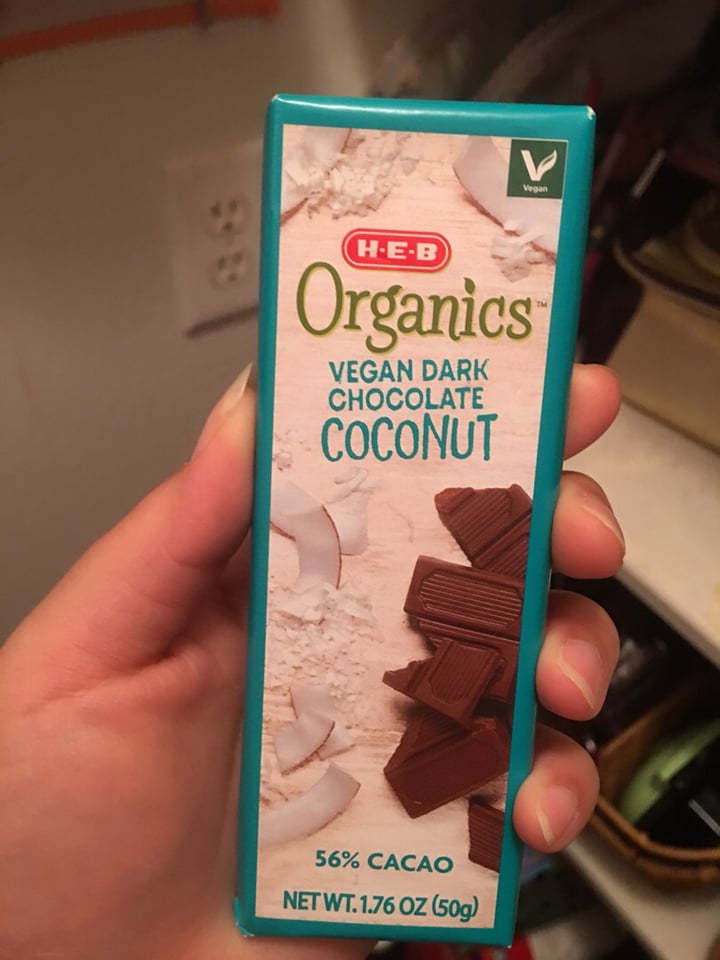 V
Vegan
H-E-B
Organics™
VEGAN DARK
CHOCOLATE
COCONUT
56% CACAO
NET WT. 1.76 OZ (50g)